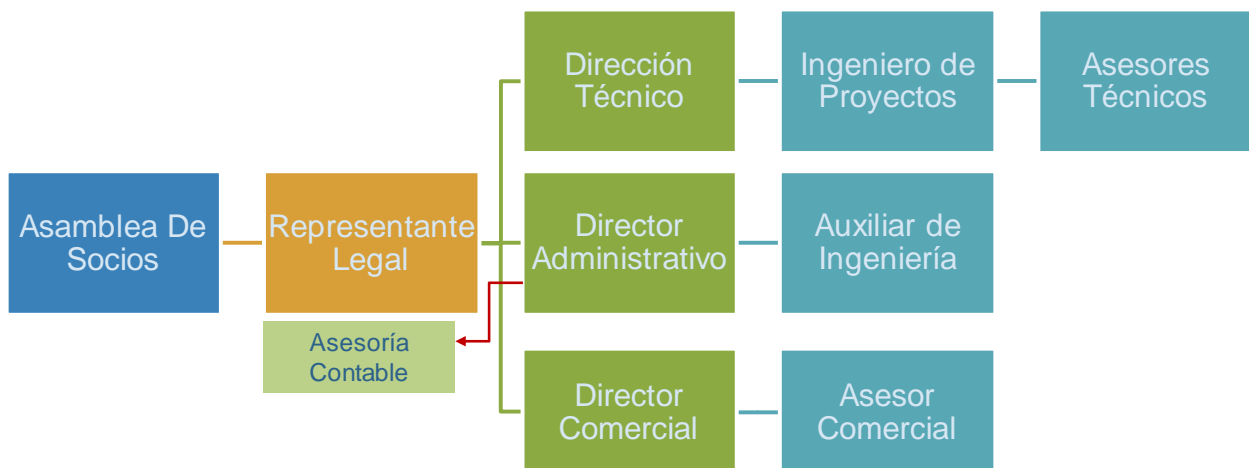 Dirección
Técnico
Ingeniero de
Proyectos
Asesores
Técnicos
Asamblea De
Socios
Representante
Legal
Director
Administrativo
Auxiliar de
Ingeniería
Asesoría
Contable
Director
Comercial
Asesor
Comercial